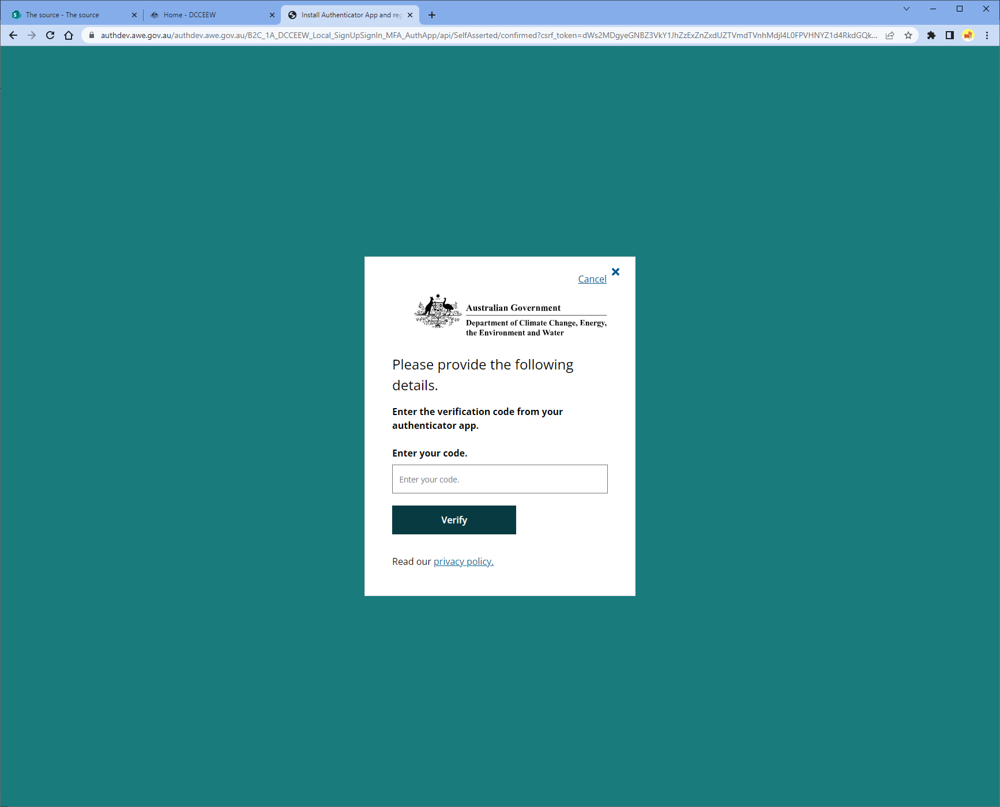 The source - The source
Home - DCCEEW
Install Authenticator App and reg
authdev.awe.gov.au/authdev.awe.gov.au/B2C_1A_DCCEEW_Local_SignUpSignIn_MFA_AuthApp/api/SelfAsserted/confirmed?csrf_token=dWs2MDgyeGNBZ3VkY1JhZzExZnZxdUZTVmdTVnhMdjl4L0FPVHNYZ1d4RkdGQk...
Cancel
Australian Government
Department of Climate Change, Energy,
the Environment and Water
Please provide the following
details.
Enter the verification code from your
authenticator app.
Enter your code.
Enter your code.
Verify
Read our privacy policy.